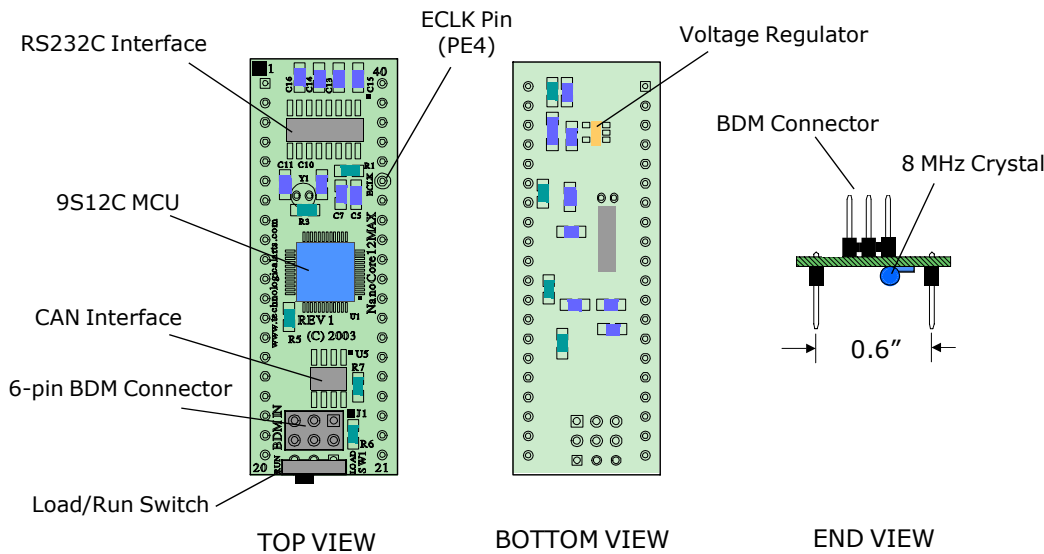 ECLK Pin
(PE4)
RS232C Interface
Voltage Regulator
BDM Connector
8 MHz Crystal
9S12C MCU
CAN Interface
6-pin BDM Connector
Load/Run Switch
1
40
C16
C14
C13
C15
R1
C11
C10
Y1
ECLK
R3
C7
C5
www.technologicalarts.com
NanoCore12MAX
U1
REV 1
(C) 2003
R5
U5
R7
BDM IN
J1
R6
20
RUN
LOAD
SW1
21
0.6”
TOP VIEW
BOTTOM VIEW
END VIEW